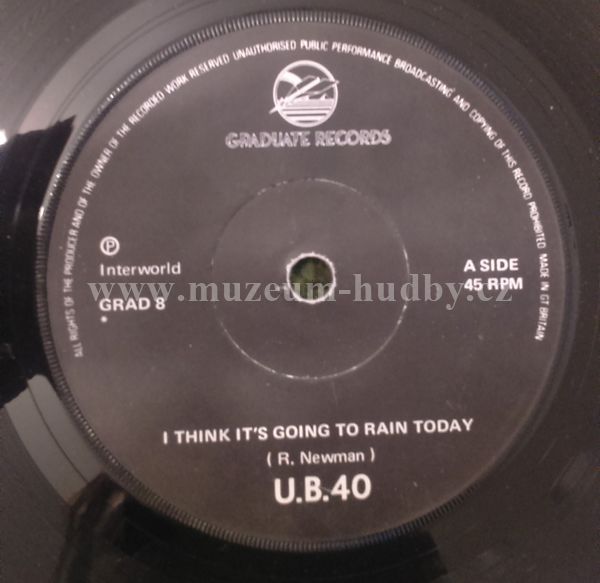 ALL RIGHTS OF THE PRODUCER AND OF THE OWNER OF THE RECORDED WORK RESERVED UNAUTHORISED PUBLIC PERFORMANCE BROADCASTING AND COPYING OF THIS RECORD PROHIBITED. MADE IN GT BRITAIN
GRADUATE RECORDS
Ⓟ
Interworld
GRAD 8
*
A SIDE
45 RPM
www.muzeum-hudby.cz
I THINK IT'S GOING TO RAIN TODAY
( R. Newman )
U.B.40